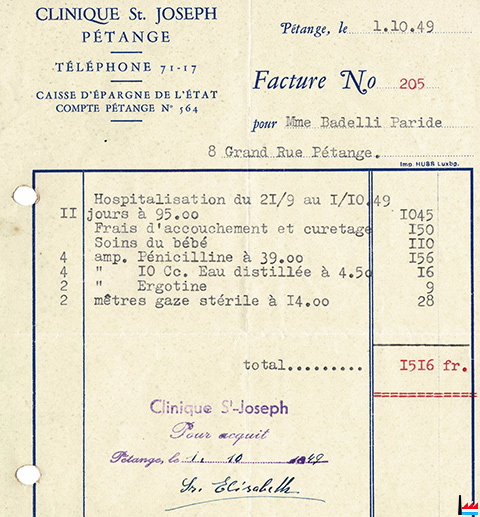 CLINIQUE St. JOSEPH
PÉTANGE
TÉLÉPHONE 71-17
CAISSE D'ÉPARGNE DE L'ÉTAT
COMPTE PÉTANGE Nº 564
Pétange, le 1.10.49
Facture No 205
pour Mme Badelli Paride
8 Grand Rue Pétange.
Imp. HUSS Luxbg.
Hospitalisation du 2I/9 au I/I0.49
II jours à 95.00 I045
Frais d'accouchement et curetage I50
Soins du bébé II0
4 amp. Pénicilline à 39.00 I56
4 " I0 Cc. Eau distillée à 4.50 I6
2 " Ergotine 9
2 mêtres gaze stérile à I4.00 28
total......... I5I6 fr.
Clinique St-Joseph
Pour acquit
Pétange, le 1. 10 1949
Sr. Elisabeth